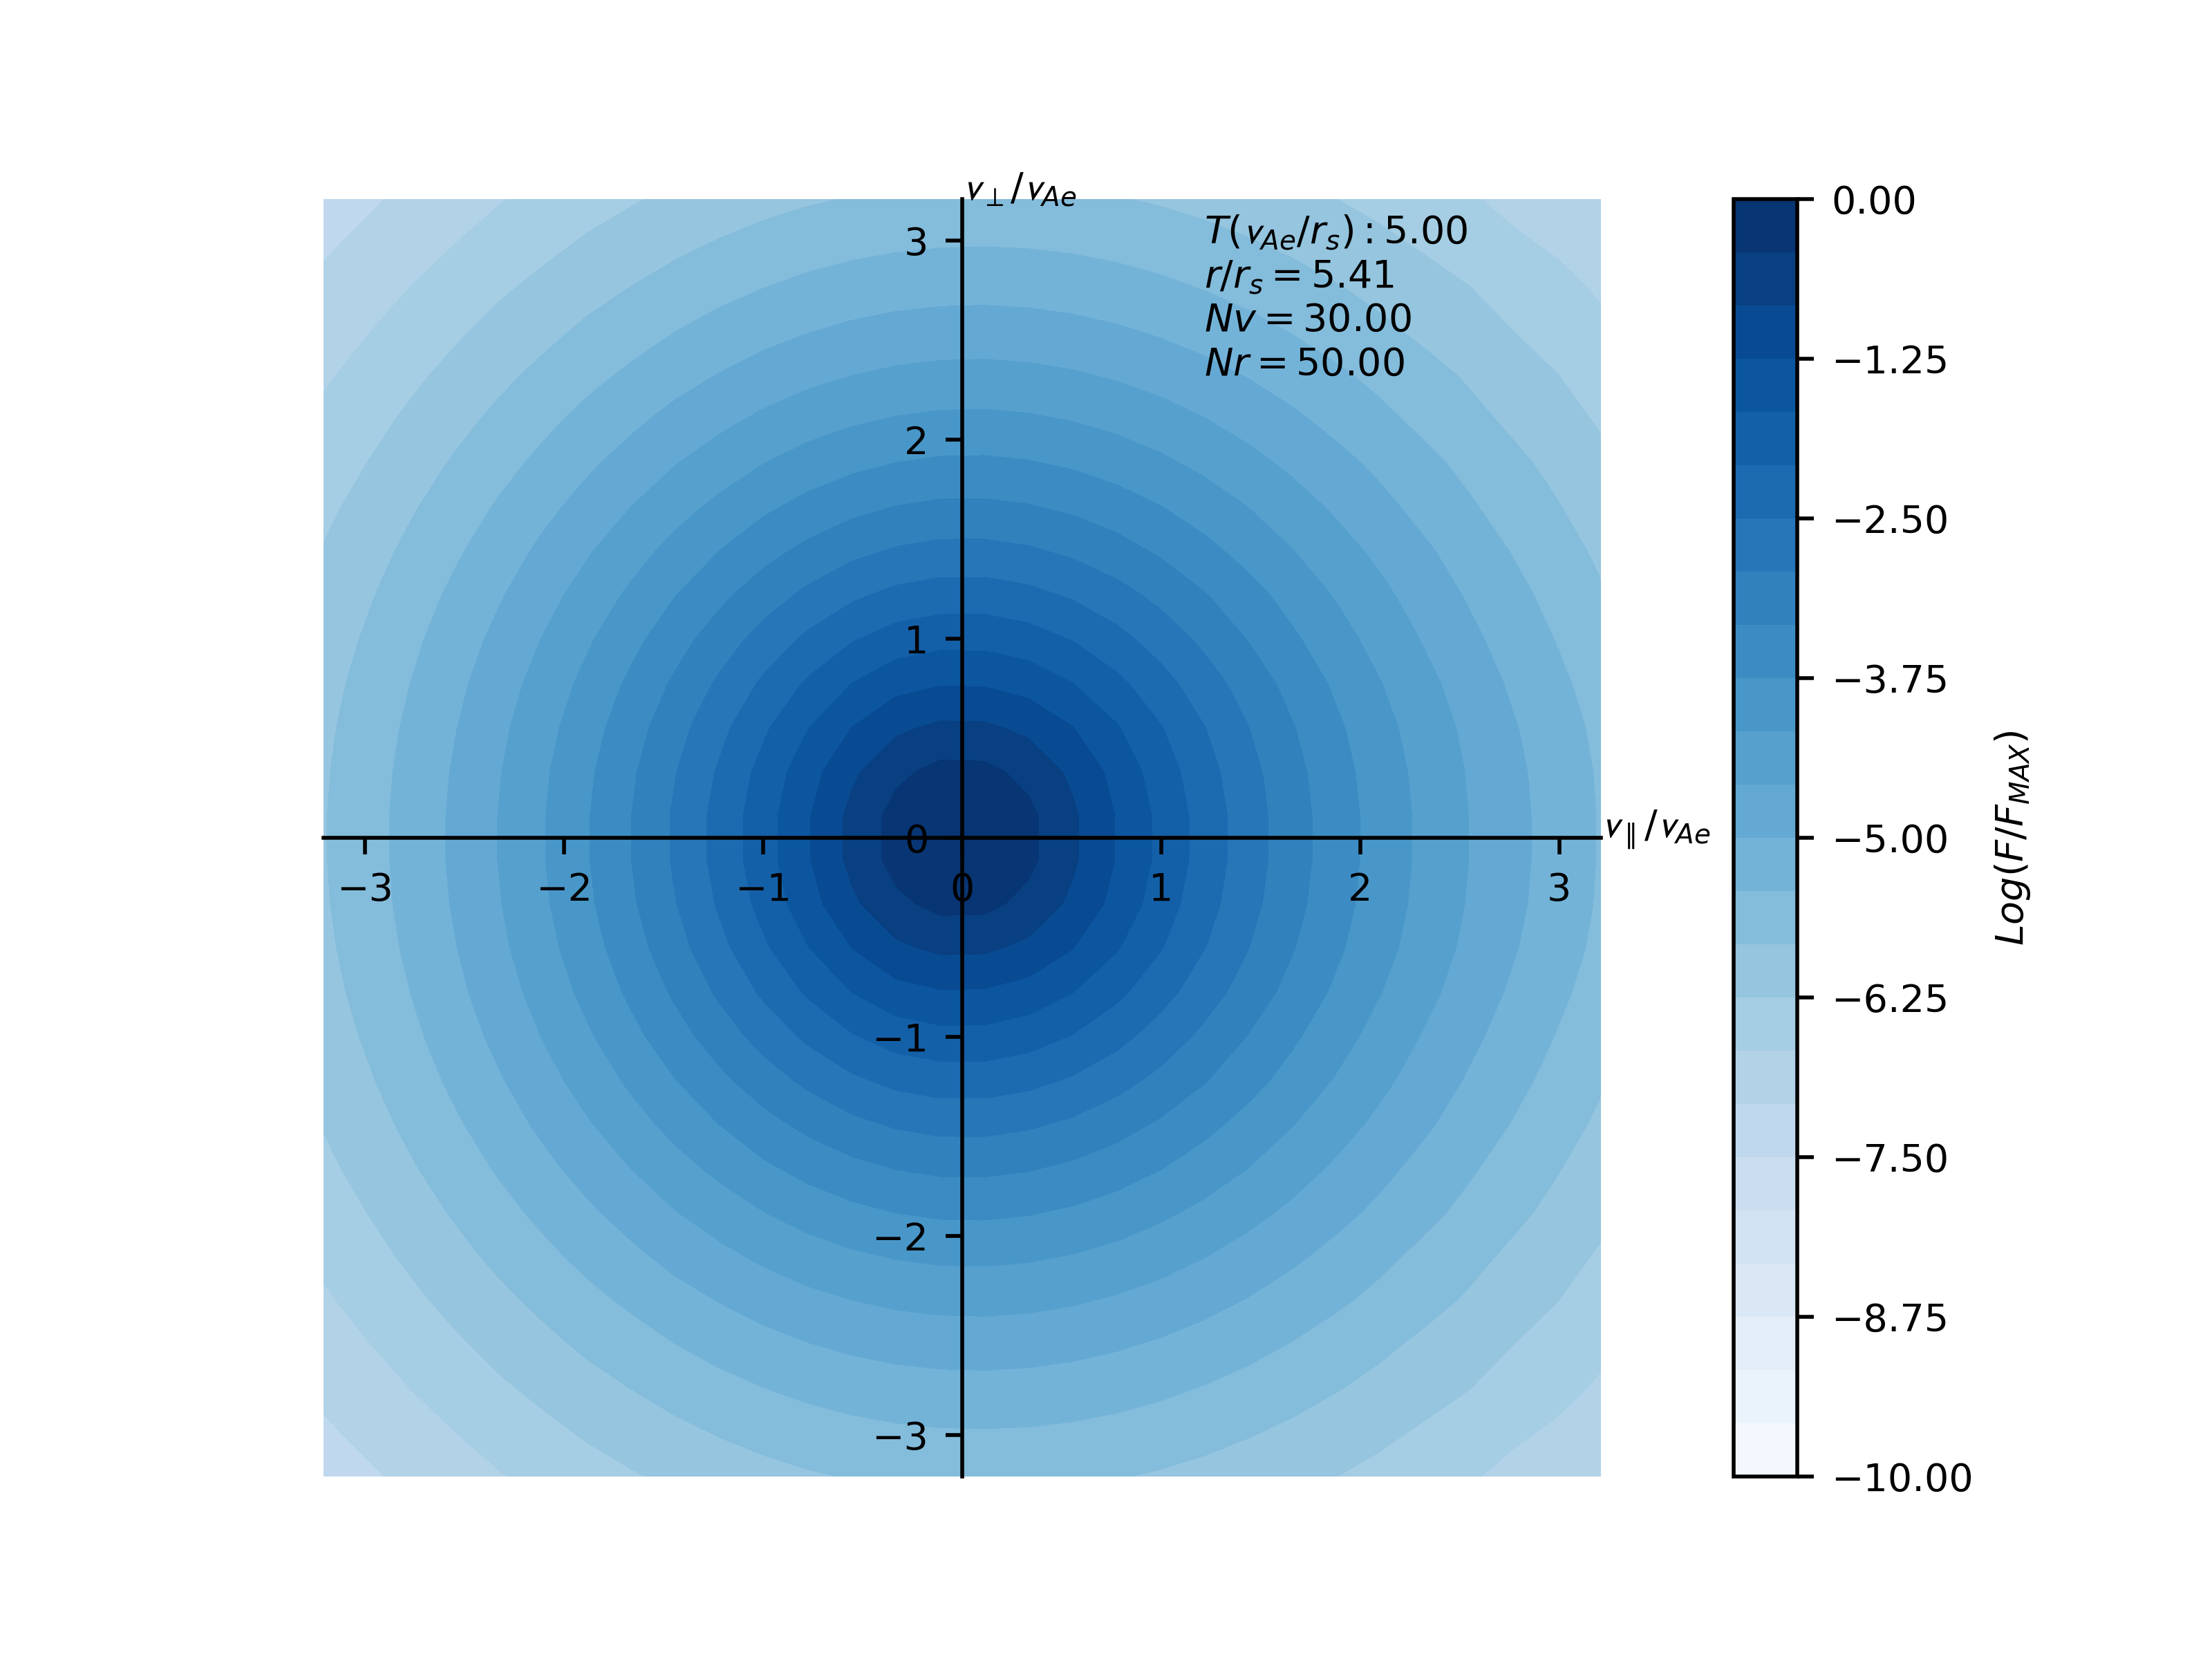 v⊥/vAe
T(vAe/rs) : 5.00
r/rs = 5.41
Nv = 30.00
Nr = 50.00
3
2
1
0
−1
−2
−3
−3 −2 −1 0 1 2 3
v∥/vAe
0.00
−1.25
−2.50
−3.75
−5.00
−6.25
−7.50
−8.75
−10.00
Log(F/FMAX)